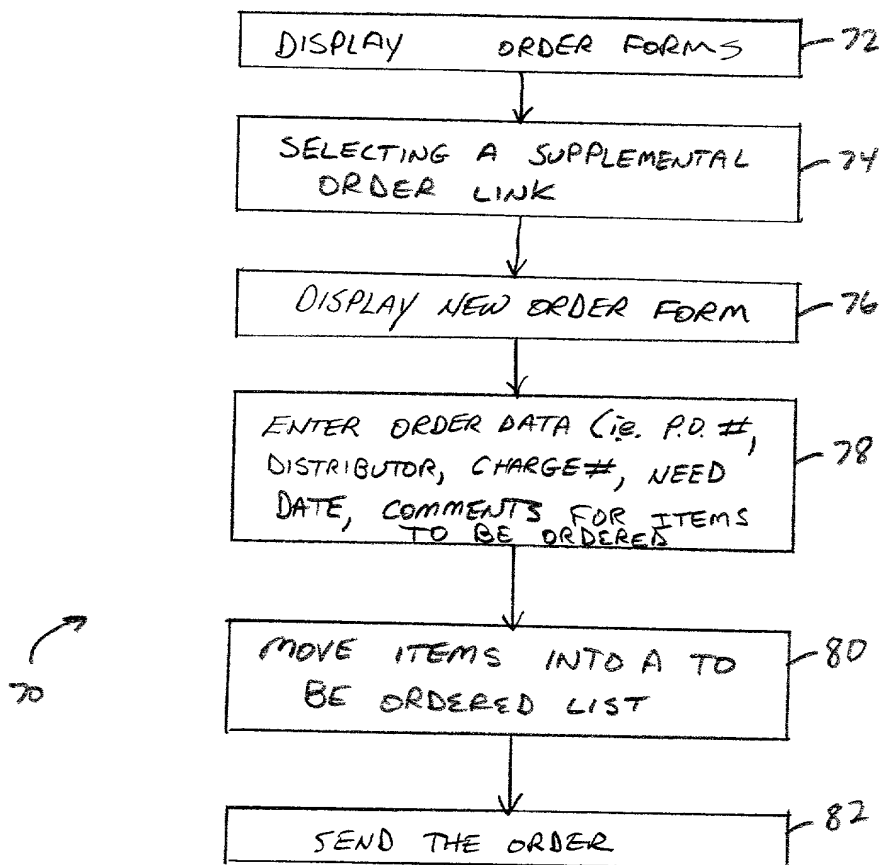 DISPLAY ORDER FORMS
72
SELECTING A SUPPLEMENTAL
ORDER LINK
74
DISPLAY NEW ORDER FORM
76
ENTER ORDER DATA (ie. P.O. #,
DISTRIBUTOR, CHARGE#, NEED
DATE, COMMENTS FOR ITEMS
TO BE ORDERED
78
MOVE ITEMS INTO A TO
BE ORDERED LIST
80
70
SEND THE ORDER
82